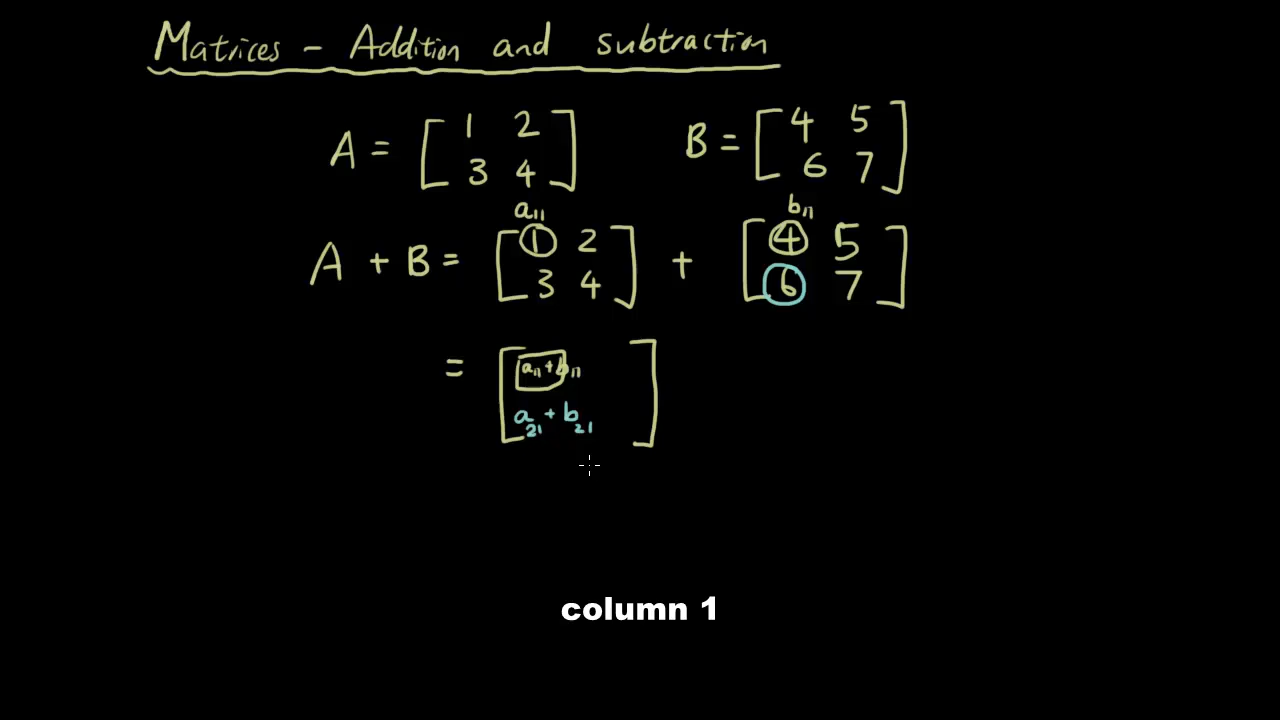 Matrices - Addition and subtraction
A = [ 1 2 B = [ 4 5
3 4 ] 6 7 ]
a11 b11
A + B = [ 1 2 + [ 4 5
3 4 ] 6 7 ]
= [ a11 + b11
a21 + b21 ]
column 1